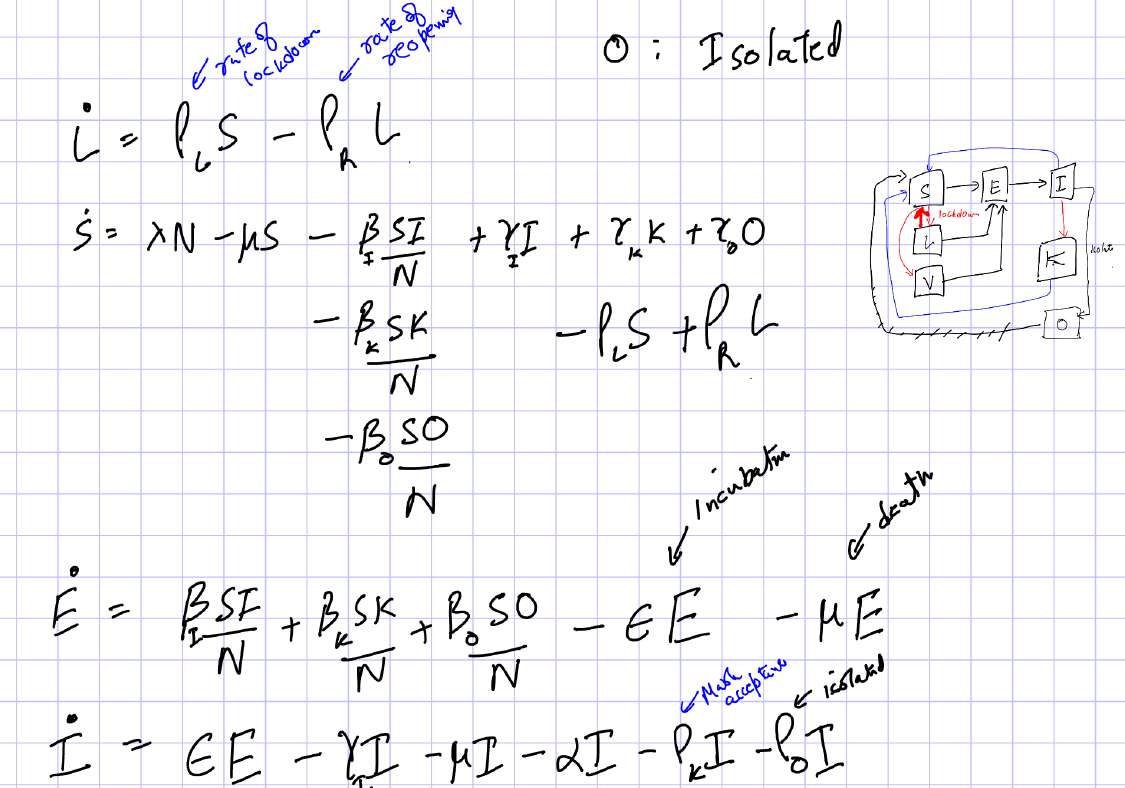 rate of lockdown
rate of reopening
O : Isolated
L̇ = ρ_L S − ρ_R L
Ṡ = λN − μS − β_I SI/N + γ_I I + γ_K K + γ_O O
− β_K SK/N − ρ_L S + ρ_R L
− β_O SO/N
S E I
lockdown
L
V
K
O
incubatin
death
Ė = β_I SI/N + β_K SK/N + β_O SO/N − ϵE − μE
Mask acceptance
isolated
İ = ϵE − γ_I I − μI − αI − ρ_K I − ρ_O I